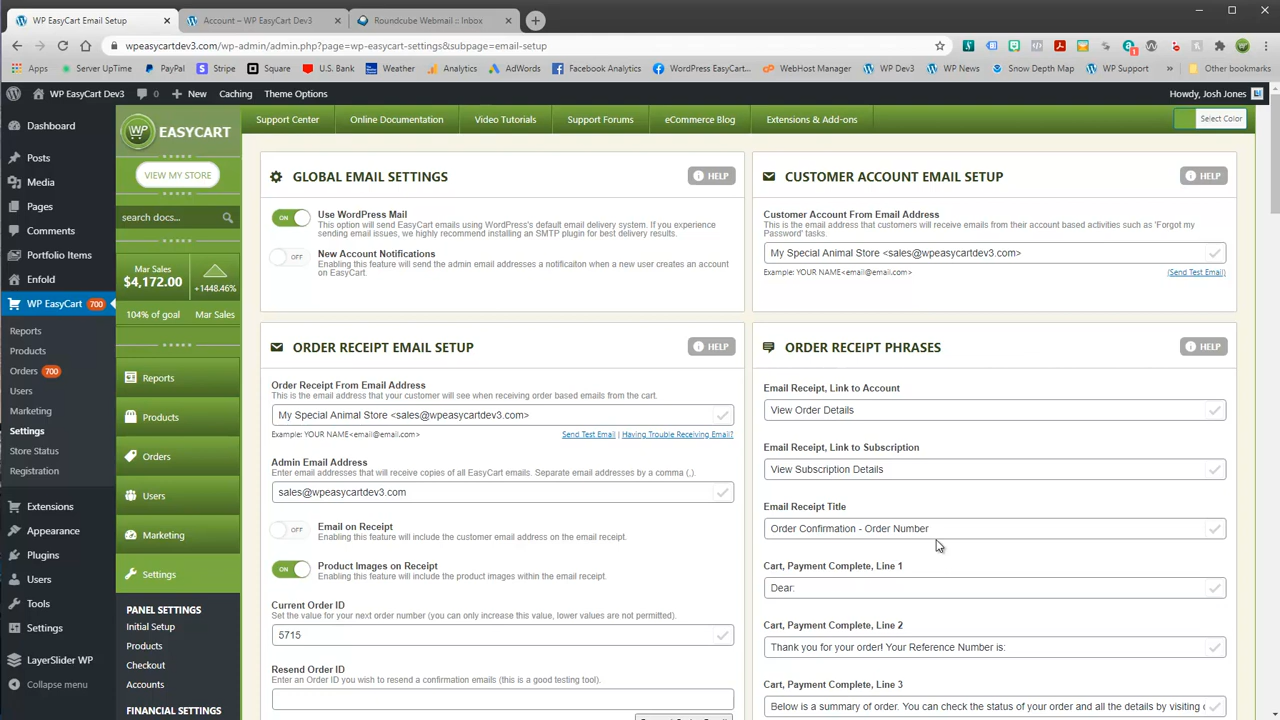 WP EasyCart Email Setup
Account – WP EasyCart Dev3
Roundcube Webmail :: Inbox
wpeasycartdev3.com/wp-admin/admin.php?page=wp-easycart-settings&subpage=email-setup
Apps
Server UpTime
PayPal
Stripe
Square
U.S. Bank
Weather
Analytics
AdWords
Facebook Analytics
WordPress EasyCart...
WebHost Manager
WP Dev3
WP News
Snow Depth Map
WP Support
Other bookmarks
WP EasyCart Dev3
0
New
Caching
Theme Options
Howdy, Josh Jones
Dashboard
Posts
Media
Pages
Comments
Portfolio Items
Enfold
WP EasyCart 700
Reports
Products
Orders 700
Users
Marketing
Settings
Store Status
Registration
Extensions
Appearance
Plugins
Users
Tools
Settings
LayerSlider WP
Collapse menu
WP EASYCART
VIEW MY STORE
search docs...
Mar Sales
$4,172.00
+1448.46%
104% of goal
Mar Sales
Reports
Products
Orders
Users
Marketing
Settings
PANEL SETTINGS
Initial Setup
Products
Checkout
Accounts
FINANCIAL SETTINGS
Support Center
Online Documentation
Video Tutorials
Support Forums
eCommerce Blog
Extensions & Add-ons
Select Color
GLOBAL EMAIL SETTINGS
HELP
ON
Use WordPress Mail
This option will send EasyCart emails using WordPress's default email delivery system. If you experience
sending email issues, we highly recommend installing an SMTP plugin for best delivery results.
OFF
New Account Notifications
Enabling this feature will send the admin email addresses a notificaiton when a new user creates an account
on EasyCart.
CUSTOMER ACCOUNT EMAIL SETUP
HELP
Customer Account From Email Address
This is the email address that customers will receive emails from their account based activities such as 'Forgot my
Password' tasks.
My Special Animal Store <sales@wpeasycartdev3.com>
Example: YOUR NAME<email@email.com>
(Send Test Email)
ORDER RECEIPT EMAIL SETUP
HELP
Order Receipt From Email Address
This is the email address that your customer will see when receiving order based emails from the cart.
My Special Animal Store <sales@wpeasycartdev3.com>
Example: YOUR NAME<email@email.com>
Send Test Email | Having Trouble Receiving Email?
Admin Email Address
Enter email addresses that will receive copies of all EasyCart emails. Separate email addresses by a comma (,).
sales@wpeasycartdev3.com
OFF
Email on Receipt
Enabling this feature will include the customer email address on the email receipt.
ON
Product Images on Receipt
Enabling this feature will include the product images within the email receipt.
Current Order ID
Set the value for your next order number (you can only increase this value, lower values are not permitted).
5715
Resend Order ID
Enter an Order ID you wish to resend a confirmation emails (this is a good testing tool).
ORDER RECEIPT PHRASES
HELP
Email Receipt, Link to Account
View Order Details
Email Receipt, Link to Subscription
View Subscription Details
Email Receipt Title
Order Confirmation - Order Number
Cart, Payment Complete, Line 1
Dear:
Cart, Payment Complete, Line 2
Thank you for your order! Your Reference Number is:
Cart, Payment Complete, Line 3
Below is a summary of order. You can check the status of your order and all the details by visiting